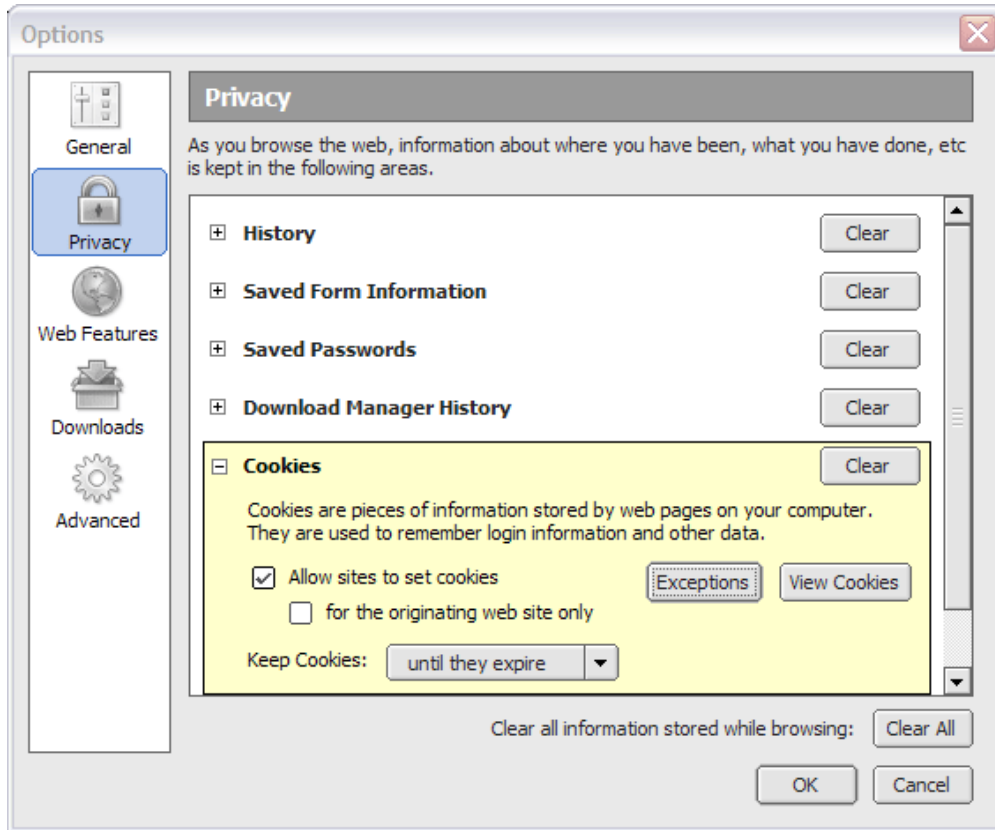 Options
General
Privacy
Web Features
Downloads
Advanced
Privacy
As you browse the web, information about where you have been, what you have done, etc
is kept in the following areas.
History Clear
Saved Form Information Clear
Saved Passwords Clear
Download Manager History Clear
Cookies Clear
Cookies are pieces of information stored by web pages on your computer.
They are used to remember login information and other data.
Allow sites to set cookies Exceptions View Cookies
for the originating web site only
Keep Cookies: until they expire
Clear all information stored while browsing: Clear All
OK Cancel